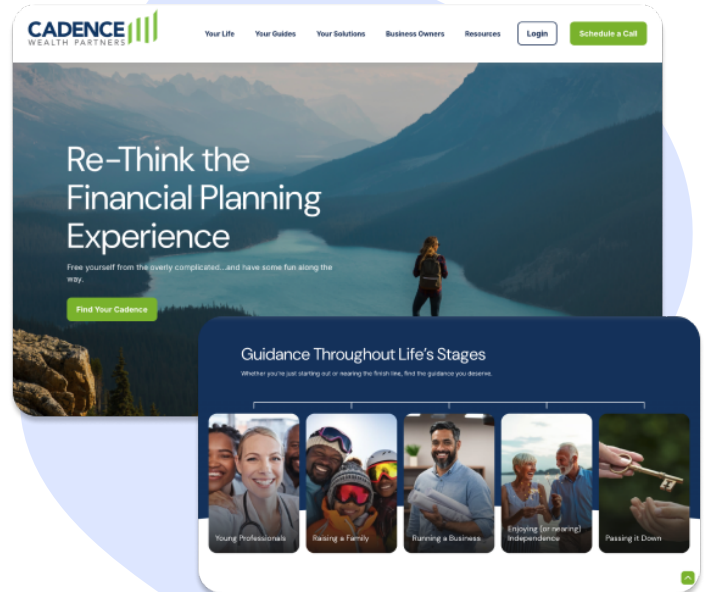 CADENCE
WEALTH PARTNERS
Your Life
Your Guides
Your Solutions
Business Owners
Resources
Login
Schedule a Call
Re-Think the
Financial Planning
Experience
Free yourself from the overly complicated...and have some fun along the
way.
Find Your Cadence
Guidance Throughout Life's Stages
Whether you're just starting out or nearing the finish line, find the guidance you deserve.
Young Professionals
Raising a Family
Running a Business
Enjoying (or nearing)
Independence
Passing it Down